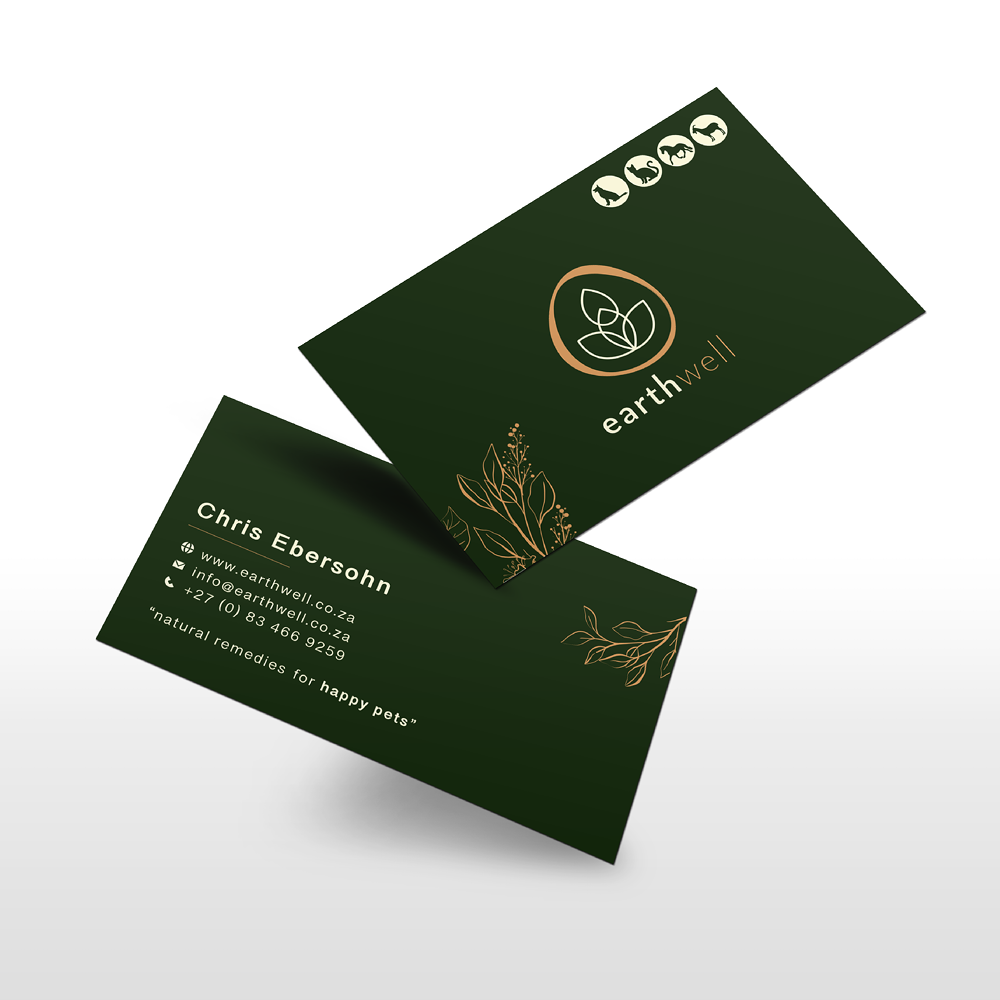 earthwell
Chris Ebersohn
www.earthwell.co.za
info@earthwell.co.za
+27 (0) 83 466 9259
“natural remedies for happy pets”